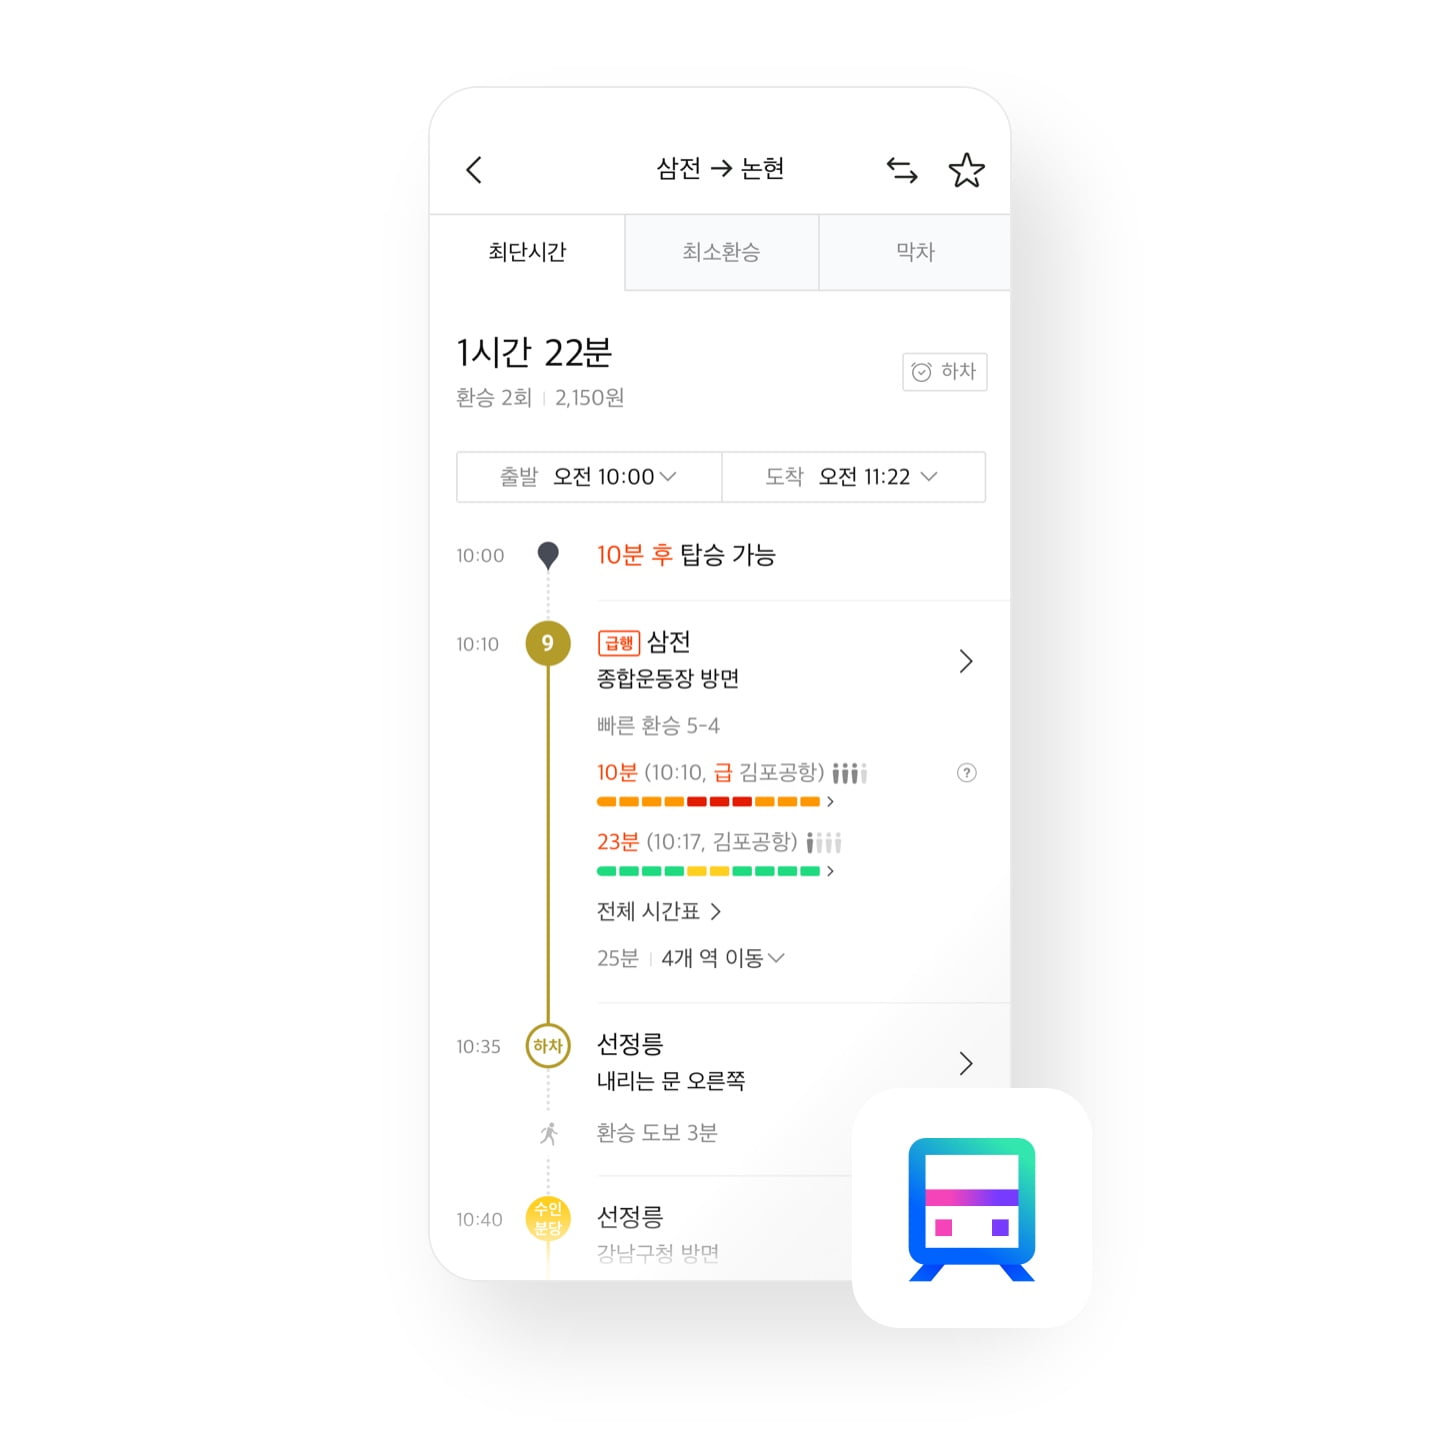 삼전 → 논현
최단시간 최소환승 막차
1시간 22분
환승 2회 | 2,150원
하차
출발 오전 10:00 도착 오전 11:22
10:00 10분 후 탑승 가능
10:10 9 급행 삼전
종합운동장 방면
빠른 환승 5-4
10분 (10:10, 급 김포공항) ?
23분 (10:17, 김포공항)
전체 시간표 >
25분 | 4개 역 이동
10:35 하차 선정릉
내리는 문 오른쪽
환승 도보 3분
10:40 수인분당 선정릉
강남구청 방면